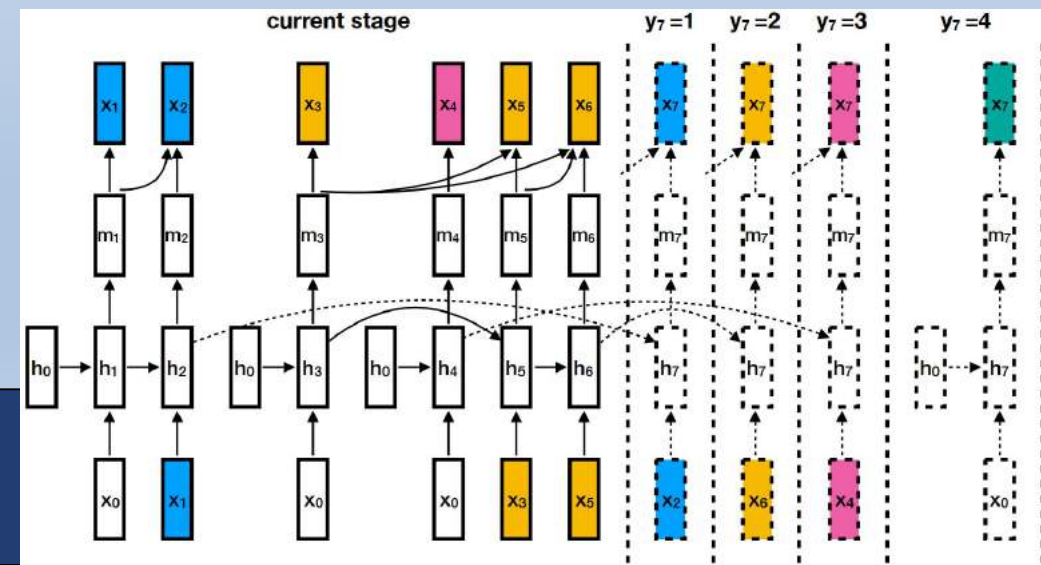 current stage y₇ =1 y₇ =2 y₇ =3 y₇ =4
x₁ x₂ x₃ x₄ x₅ x₆ x₇ x₇ x₇ x₇
m₁ m₂ m₃ m₄ m₅ m₆ m₇ m₇ m₇ m₇
h₀ h₁ h₂ h₀ h₃ h₀ h₄ h₅ h₆ h₇ h₇ h₇ h₀ h₇
x₀ x₁ x₀ x₀ x₃ x₅ x₂ x₆ x₄ x₀